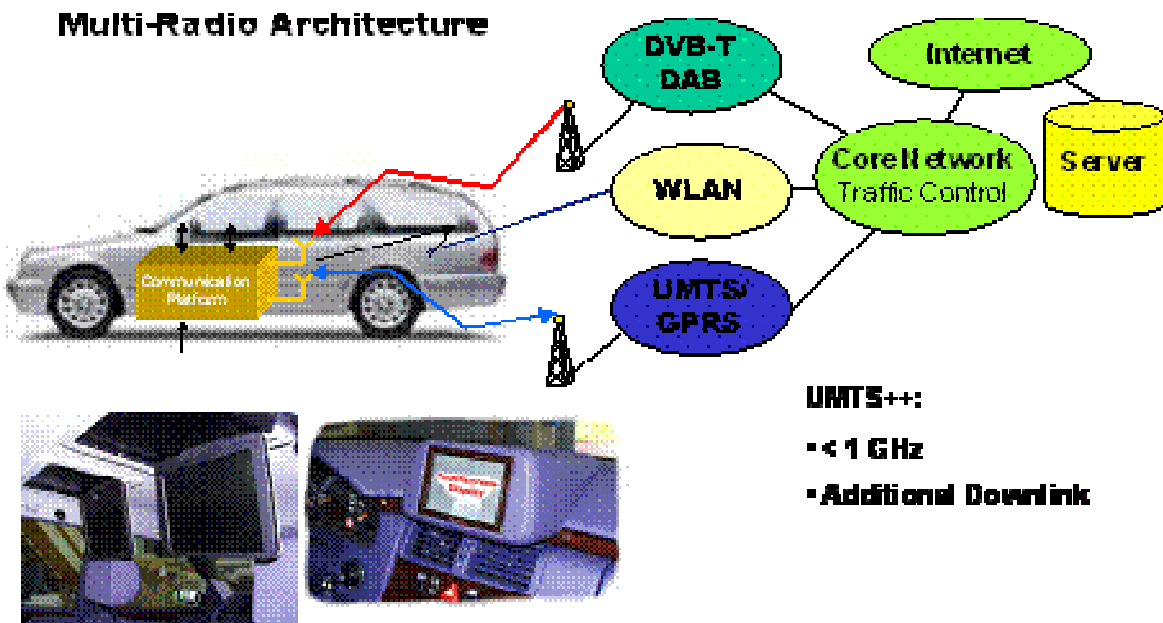 Multi-Radio Architecture
DVB-T
DAB
Internet
Core Network
Traffic Control
Server
WLAN
Communication
Platform
UMTS/
GPRS
UMTS++:
▪< 1 GHz
▪Additional Downlink